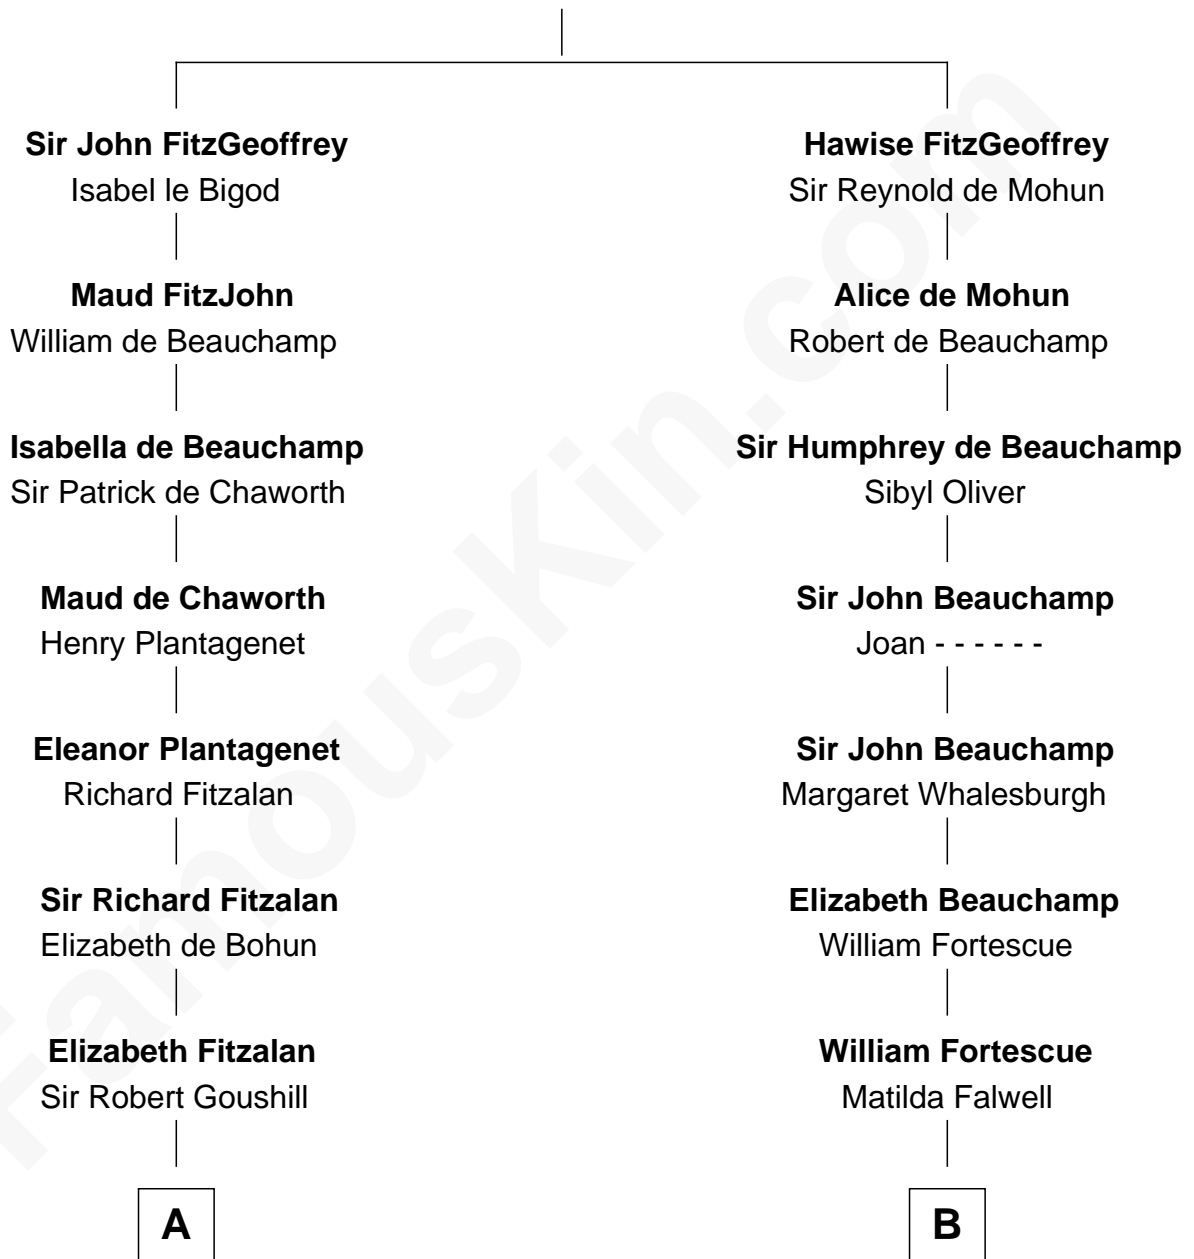 Sir John FitzGeoffrey
Isabel le Bigod
Hawise FitzGeoffrey
Sir Reynold de Mohun
Maud FitzJohn
William de Beauchamp
Alice de Mohun
Robert de Beauchamp
Isabella de Beauchamp
Sir Patrick de Chaworth
Sir Humphrey de Beauchamp
Sibyl Oliver
Maud de Chaworth
Henry Plantagenet
Sir John Beauchamp
Joan - - - - - -
Eleanor Plantagenet
Richard Fitzalan
Sir John Beauchamp
Margaret Whalesburgh
Sir Richard Fitzalan
Elizabeth de Bohun
Elizabeth Beauchamp
William Fortescue
Elizabeth Fitzalan
Sir Robert Goushill
William Fortescue
Matilda Falwell
A
B
FamousKin.com